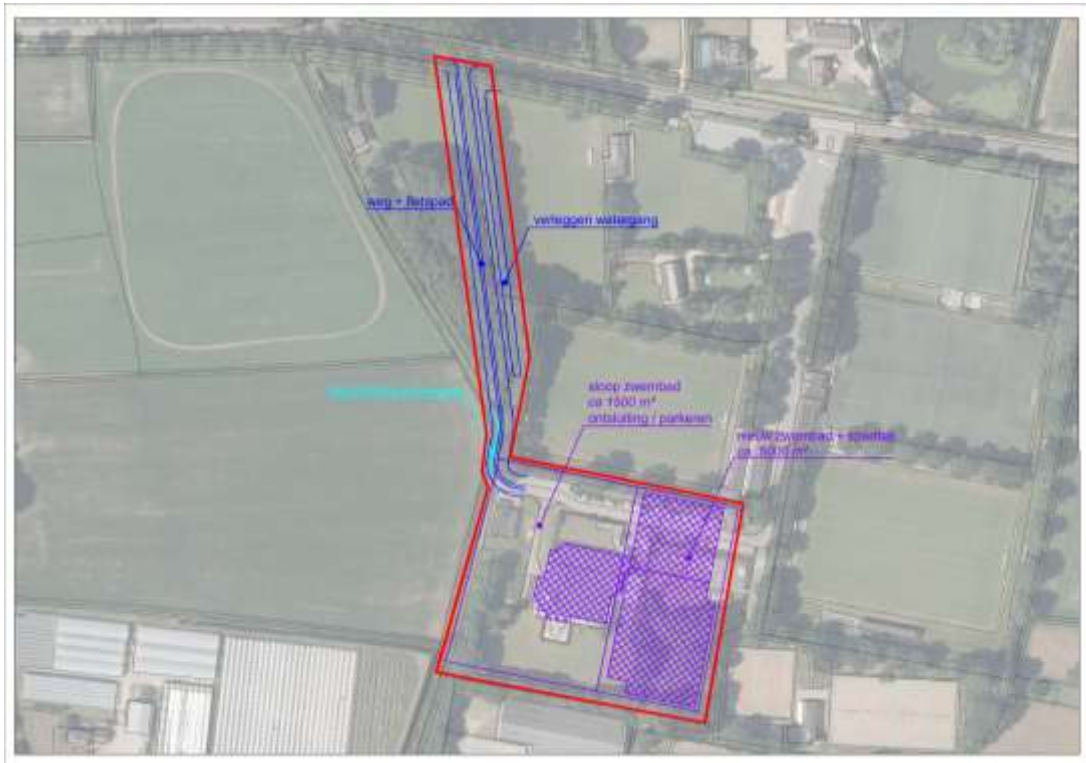 weg + fietspad
verleggen watergang
sloop zwembad
ca 1500 m²
ontsluiting / parkeren
nieuw zwembad + sporthal
ca. 5000 m²